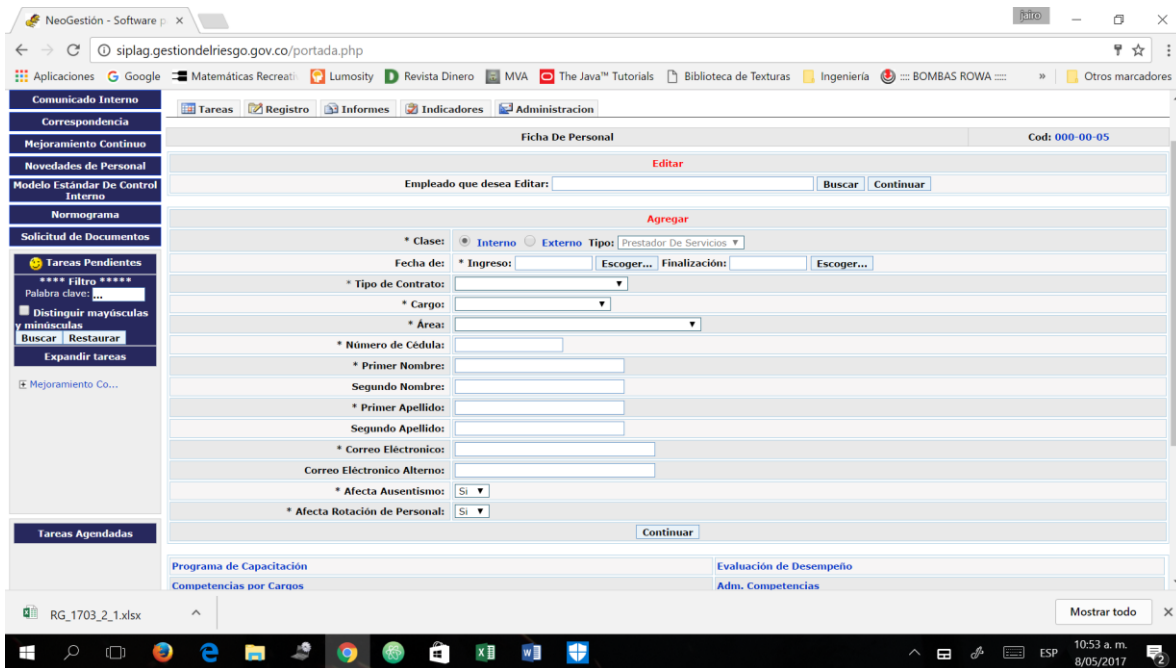 NeoGestión - Software p
jairo
siplag.gestiondelriesgo.gov.co/portada.php
Aplicaciones Google Matemáticas Recreati Lumosity Revista Dinero MVA The Java™ Tutorials Biblioteca de Texturas Ingeniería :::: BOMBAS ROWA ::::: » Otros marcadores
Comunicado Interno
Correspondencia
Mejoramiento Continuo
Novedades de Personal
Modelo Estándar De Control
Interno
Normograma
Solicitud de Documentos
Tareas Pendientes
**** Filtro *****
Palabra clave: ...
Distinguir mayúsculas
y minúsculas
Buscar Restaurar
Expandir tareas
Mejoramiento Co...
Tareas Agendadas
Tareas Registro Informes Indicadores Administracion
Ficha De Personal Cod: 000-00-05
Editar
Empleado que desea Editar: Buscar Continuar
Agregar
* Clase: Interno Externo Tipo: Prestador De Servicios
Fecha de: * Ingreso: Escoger... Finalización: Escoger...
* Tipo de Contrato:
* Cargo:
* Área:
* Número de Cédula:
* Primer Nombre:
Segundo Nombre:
* Primer Apellido:
Segundo Apellido:
* Correo Eléctronico:
Correo Eléctronico Alterno:
* Afecta Ausentismo: Si
* Afecta Rotación de Personal: Si
Continuar
Programa de Capacitación Evaluación de Desempeño
Competencias por Cargos Adm. Competencias
RG_1703_2_1.xlsx Mostrar todo
ESP
10:53 a. m.
8/05/2017